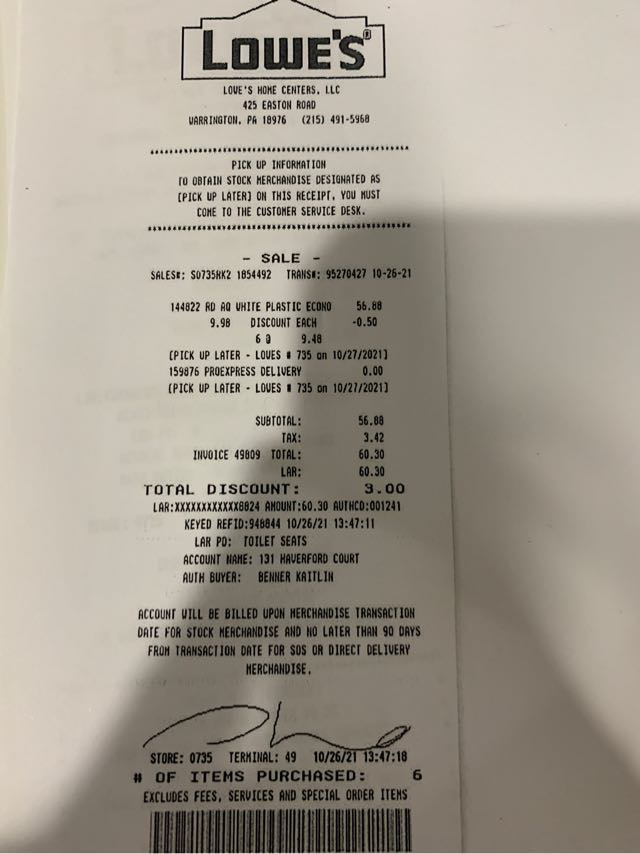 LOWE'S®
LOWE'S HOME CENTERS, LLC
425 EASTON ROAD
WARRINGTON, PA 18976 (215) 491-5968
PICK UP INFORMATION
TO OBTAIN STOCK MERCHANDISE DESIGNATED AS
[PICK UP LATER] ON THIS RECEIPT, YOU MUST
COME TO THE CUSTOMER SERVICE DESK.
- SALE -
SALES#: S0735RK2 1854492 TRANS#: 95270427 10-26-21
144822 RD AQ WHITE PLASTIC ECONO 56.88
9.98 DISCOUNT EACH -0.50
6 @ 9.48
[PICK UP LATER - LOWES # 735 on 10/27/2021]
159876 PROEXPRESS DELIVERY 0.00
[PICK UP LATER - LOWES # 735 on 10/27/2021]
SUBTOTAL: 56.88
TAX: 3.42
INVOICE 49809 TOTAL: 60.30
LAR: 60.30
TOTAL DISCOUNT: 3.00
LAR:XXXXXXXXXXXX8824 AMOUNT:60.30 AUTHCD:001241
KEYED REFID:948844 10/26/21 13:47:11
LAR PO: TOILET SEATS
ACCOUNT NAME: 131 HAVERFORD COURT
AUTH BUYER: BENNER KAITLIN
ACCOUNT WILL BE BILLED UPON MERCHANDISE TRANSACTION
DATE FOR STOCK MERCHANDISE AND NO LATER THAN 90 DAYS
FROM TRANSACTION DATE FOR SOS OR DIRECT DELIVERY
MERCHANDISE.
STORE: 0735 TERMINAL: 49 10/26/21 13:47:18
# OF ITEMS PURCHASED: 6
EXCLUDES FEES, SERVICES AND SPECIAL ORDER ITEMS